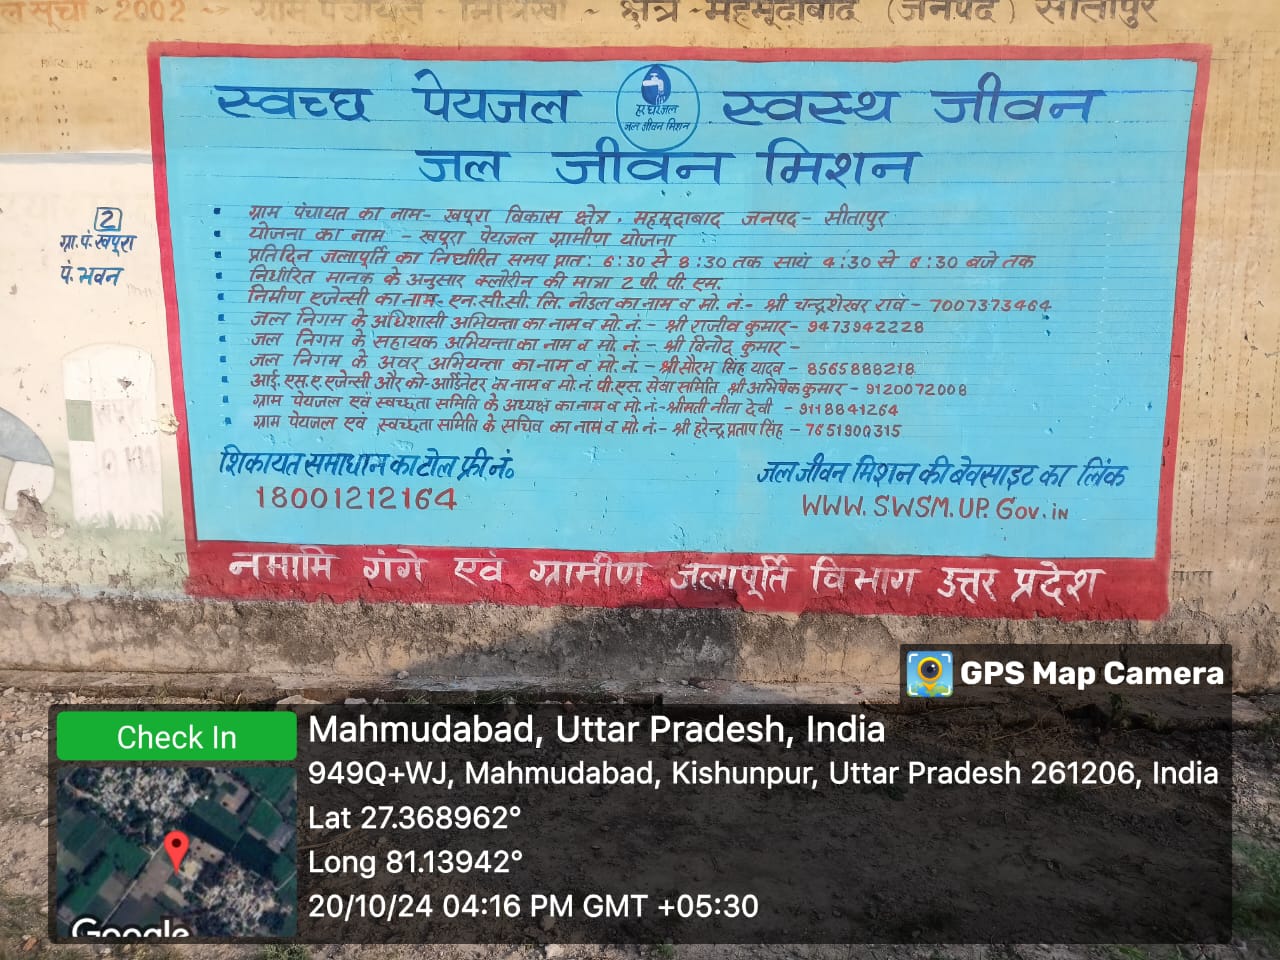 सूची - 2002 - ग्राम पंचायत - क्षेत्र - महमूदाबाद (जनपद) सीतापुर
स्वच्छ पेयजल स्वस्थ जीवन
हर घर जल
जल जीवन मिशन
जल जीवन मिशन
ग्राम पंचायत का नाम- खपूरा विकास क्षेत्र. महमूदाबाद जनपद- सीतापुर
योजना का नाम - खपूरा पेयजल ग्रामीण योजना
प्रतिदिन जलापूर्ति का निर्धारित समय प्रात: 6:30 से 8:30 तक सायं 4:30 से 6:30 बजे तक
निर्धारित मानक के अनुसार क्लोरीन की मात्रा 2 पी. पी. एम.
निर्माण एजेन्सी का नाम- एन.सी.सी. लि. नोडल का नाम व मो. नं.- श्री चन्द्रशेखर राव - 7007373464
जल निगम के अधिशासी अभियन्ता का नाम व मो. नं.- श्री राजीव कुमार- 9473942228
जल निगम के सहायक अभियन्ता का नाम व मो. नं.- श्री विनोद कुमार -
जल निगम के अवर अभियन्ता का नाम व मो. नं.- श्री सौरभ सिंह यादव - 8565888218
आई.एस.ए एजेन्सी और को-आर्डिनेटर का नाम व मो.नं. पी.एस. सेवा समिति श्री अभिषेक कुमार - 9120072008
ग्राम पेयजल एवं स्वच्छता समिति के अध्यक्ष का नाम व मो. नं.-श्रीमती नीता देवी - 9118841264
ग्राम पेयजल एवं स्वच्छता समिति के सचिव का नाम व मो. नं.- श्री हरेन्द्र प्रताप सिंह - 7651900315
शिकायत समाधान का टोल फ्री नं.
18001212164
जल जीवन मिशन की बेवसाइट का लिंक
WWW.SWSM.UP.Gov.iN
नमामि गंगे एवं ग्रामीण जलापूर्ति विभाग उत्तर प्रदेश
2
ग्रा.पं. खपूरा
पं. भवन
GPS Map Camera
Check In
Mahmudabad, Uttar Pradesh, India
949Q+WJ, Mahmudabad, Kishunpur, Uttar Pradesh 261206, India
Lat 27.368962°
Long 81.13942°
20/10/24 04:16 PM GMT +05:30
Google